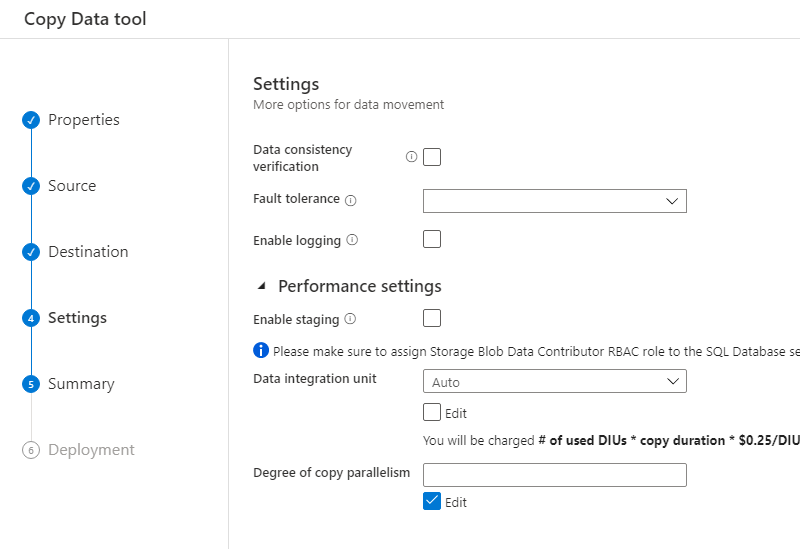 Copy Data tool
Properties
Source
Destination
4 Settings
5 Summary
6 Deployment
Settings
More options for data movement
Data consistency
verification
Fault tolerance
Enable logging
Performance settings
Enable staging
Please make sure to assign Storage Blob Data Contributor RBAC role to the SQL Database se
Data integration unit
Auto
Edit
You will be charged # of used DIUs * copy duration * $0.25/DIU
Degree of copy parallelism
Edit